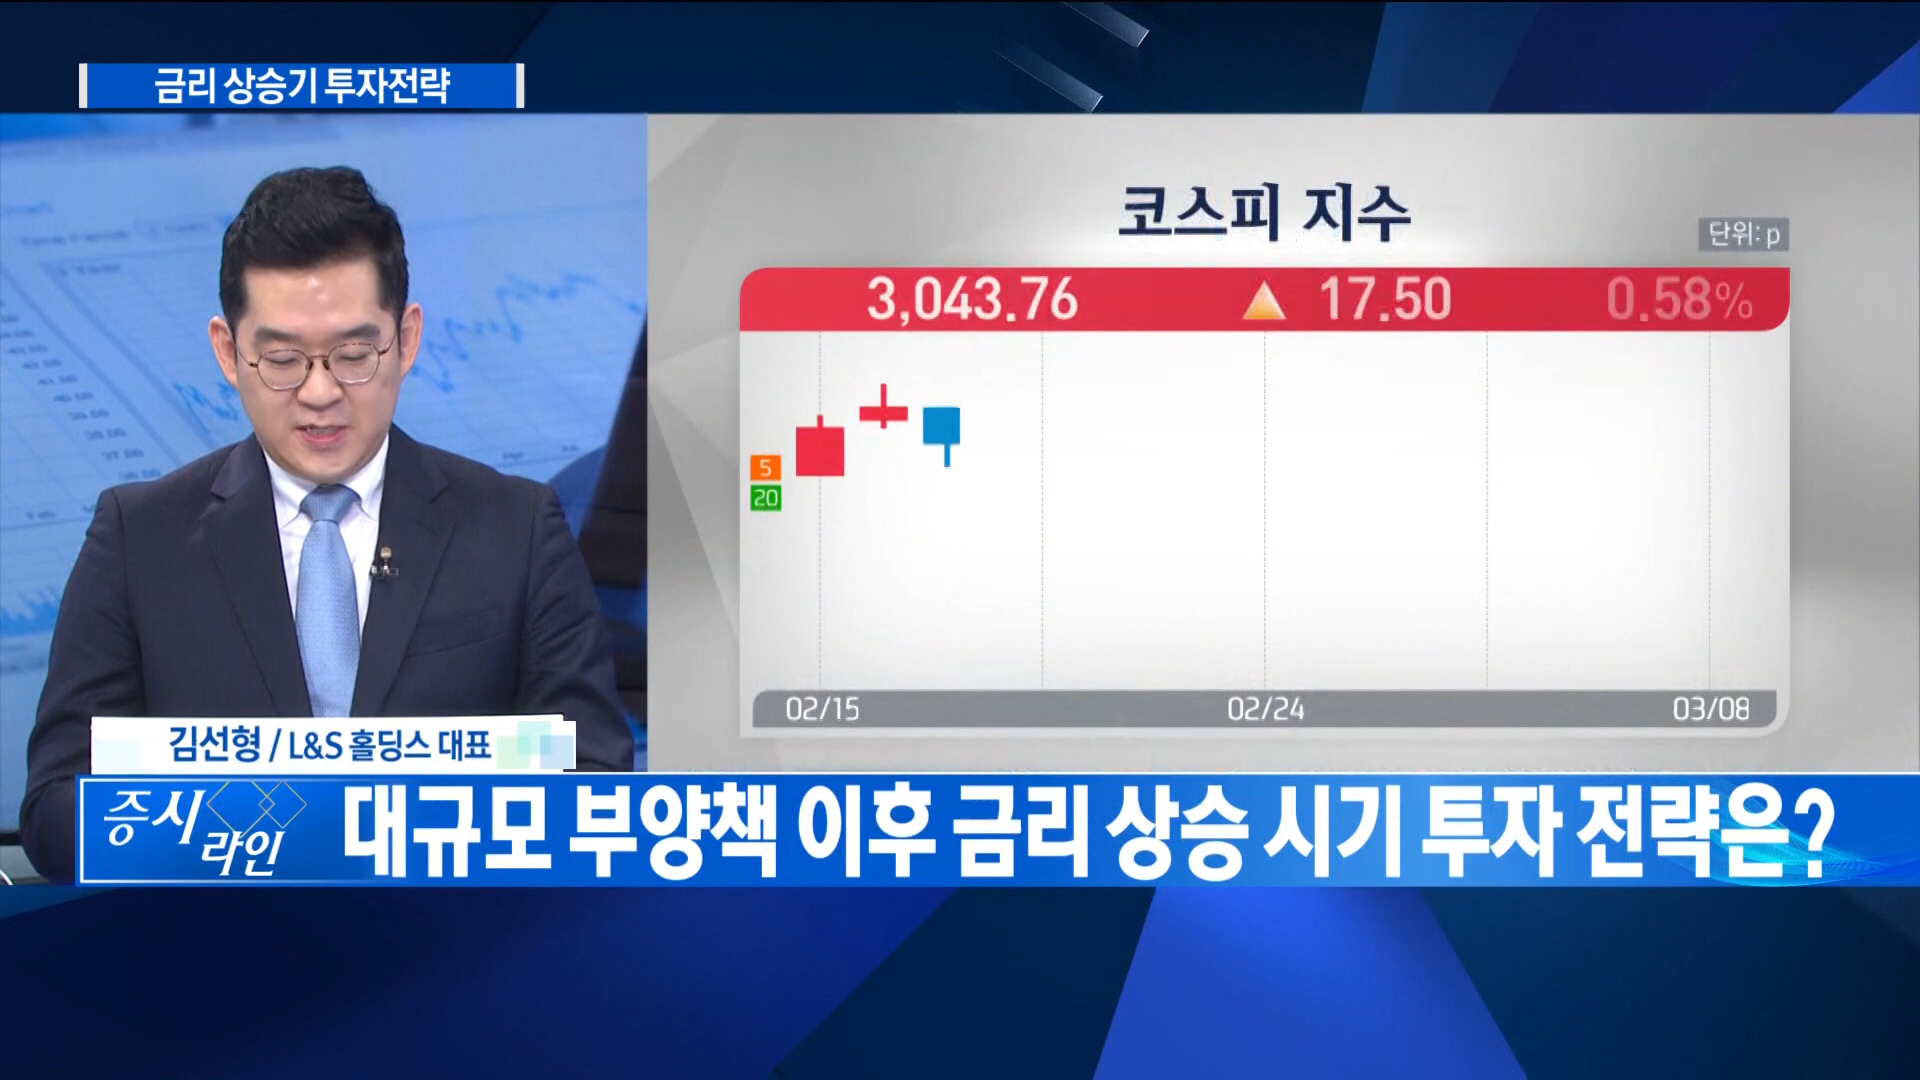 금리 상승기 투자전략
코스피 지수
단위: p
3,043.76 ▲ 17.50 0.58%
5
20
02/15 02/24 03/08
김선형 / L&S 홀딩스 대표
증시
라인
대규모 부양책 이후 금리 상승 시기 투자 전략은?